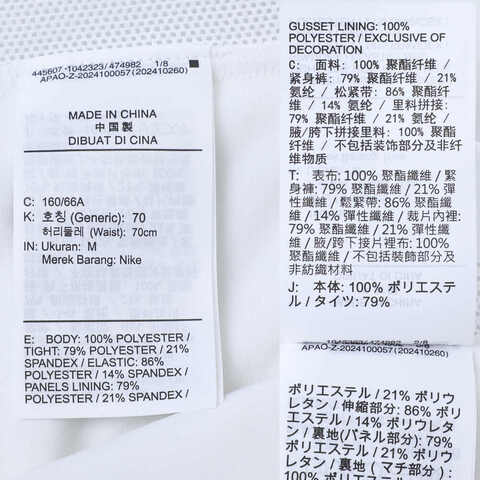 445607 -1042323/ 474982    1/8
APAO-Z-2024100057 (20241026O)
MADE IN CHINA
中国製
DIBUAT DI CINA
C: 160/66A
K: 호칭 (Generic): 70
허리둘레 (Waist): 70cm
IN: Ukuran: M
Merek Barang: Nike
E: BODY: 100% POLYESTER /
TIGHT: 79% POLYESTER / 21%
SPANDEX / ELASTIC: 86%
POLYESTER / 14% SPANDEX /
PANELS LINING: 79%
POLYESTER / 21% SPANDEX /
GUSSET LINING: 100%
POLYESTER / EXCLUSIVE OF
DECORATION
C: 面料: 100% 聚酯纤维 /
紧身裤: 79% 聚酯纤维 / 21%
氨纶 / 松紧带: 86% 聚酯纤维
/ 14% 氨纶 / 里料拼接:
79% 聚酯纤维 / 21% 氨纶 /
腋/胯下拼接里料: 100% 聚酯
纤维 / 不包括装饰部分及非纤
维物质
T: 表布: 100% 聚酯纖維 / 緊
身褲: 79% 聚酯纖維 / 21% 彈
性纖維 / 鬆緊帶: 86% 聚酯纖
維 / 14% 彈性纖維 / 裁片內裡:
79% 聚酯纖維 / 21% 彈性纖
維 / 腋/跨下接片裡布: 100%
聚酯纖維 / 不包括裝飾部分及
非紡織材料
J: 本体: 100% ポリエステ
ル / タイツ: 79%
APAO-Z-2024100057 (20241026O)
ポリエステル / 21% ポリウ
レタン / 伸縮部分: 86% ポリ
エステル / 14% ポリウレタン
/ 裏地(パネル部分): 79%
ポリエステル / 21% ポリウレ
タン / 裏地 ( マチ部分 ) :